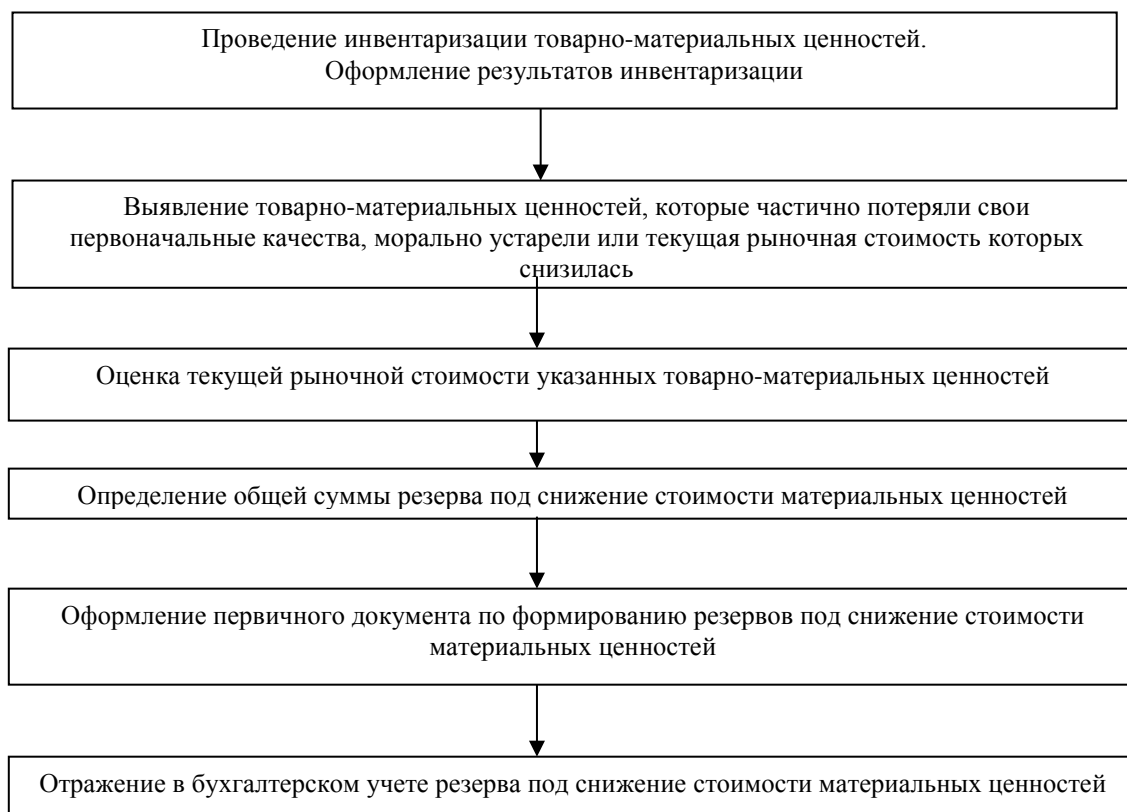 Проведение инвентаризации товарно-материальных ценностей.
Оформление результатов инвентаризации
Выявление товарно-материальных ценностей, которые частично потеряли свои
первоначальные качества, морально устарели или текущая рыночная стоимость которых
снизилась
Оценка текущей рыночной стоимости указанных товарно-материальных ценностей
Определение общей суммы резерва под снижение стоимости материальных ценностей
Оформление первичного документа по формированию резервов под снижение стоимости
материальных ценностей
Отражение в бухгалтерском учете резерва под снижение стоимости материальных ценностей